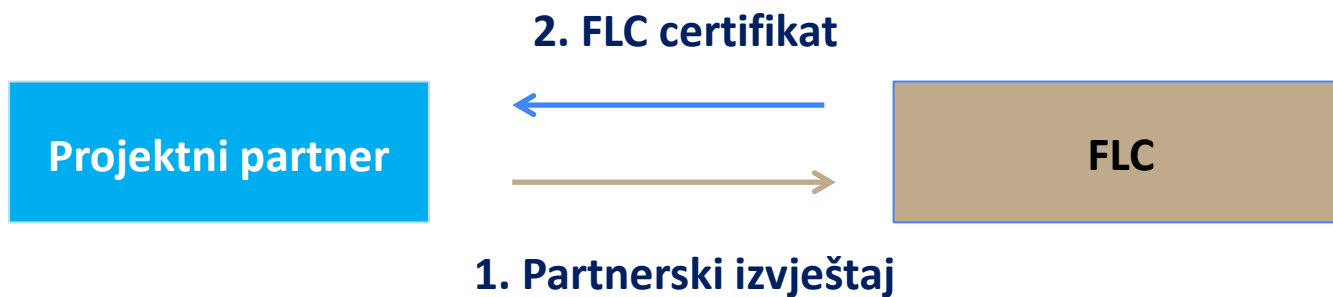 2. FLC certifikat
Projektni partner
FLC
1. Partnerski izvještaj